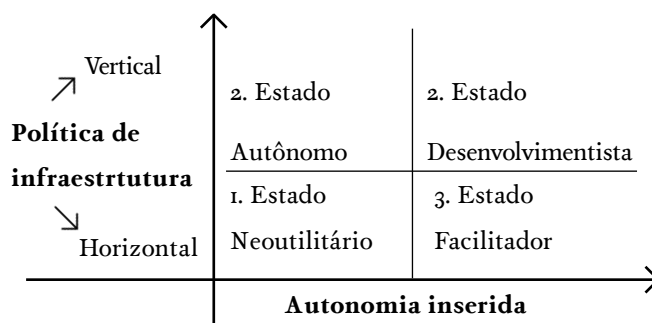 Vertical
2. Estado
2. Estado
Política de
Autônomo
Desenvolvimentista
infraestrtutura
1. Estado
3. Estado
Horizontal
Neoutilitário
Facilitador
Autonomia inserida